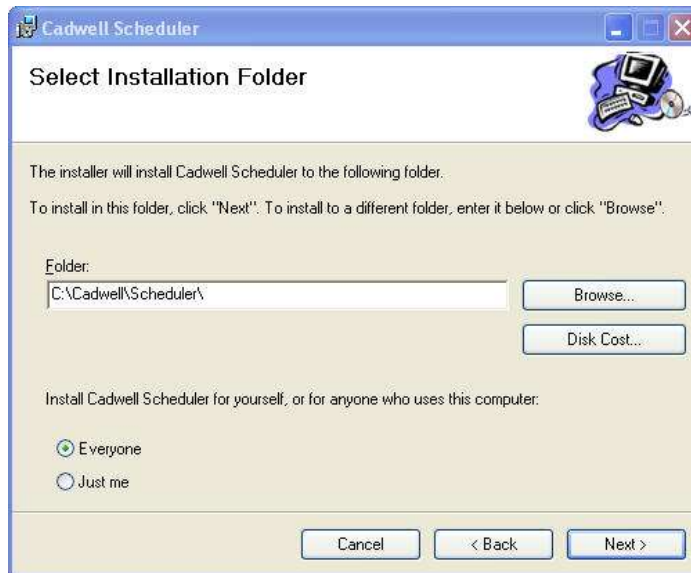 Cadwell Scheduler
Select Installation Folder
The installer will install Cadwell Scheduler to the following folder.
To install in this folder, click "Next". To install to a different folder, enter it below or click "Browse".
Folder:
C:\Cadwell\Scheduler\
Browse...
Disk Cost...
Install Cadwell Scheduler for yourself, or for anyone who uses this computer:
Everyone
Just me
Cancel
< Back
Next >